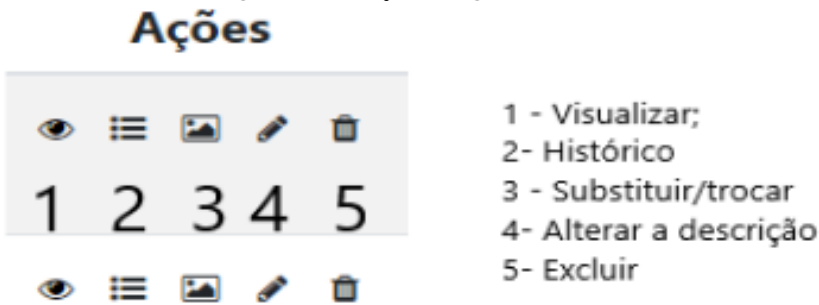 Ações
1 2 3 4 5
1 - Visualizar;
2- Histórico
3 - Substituir/trocar
4- Alterar a descrição
5- Excluir